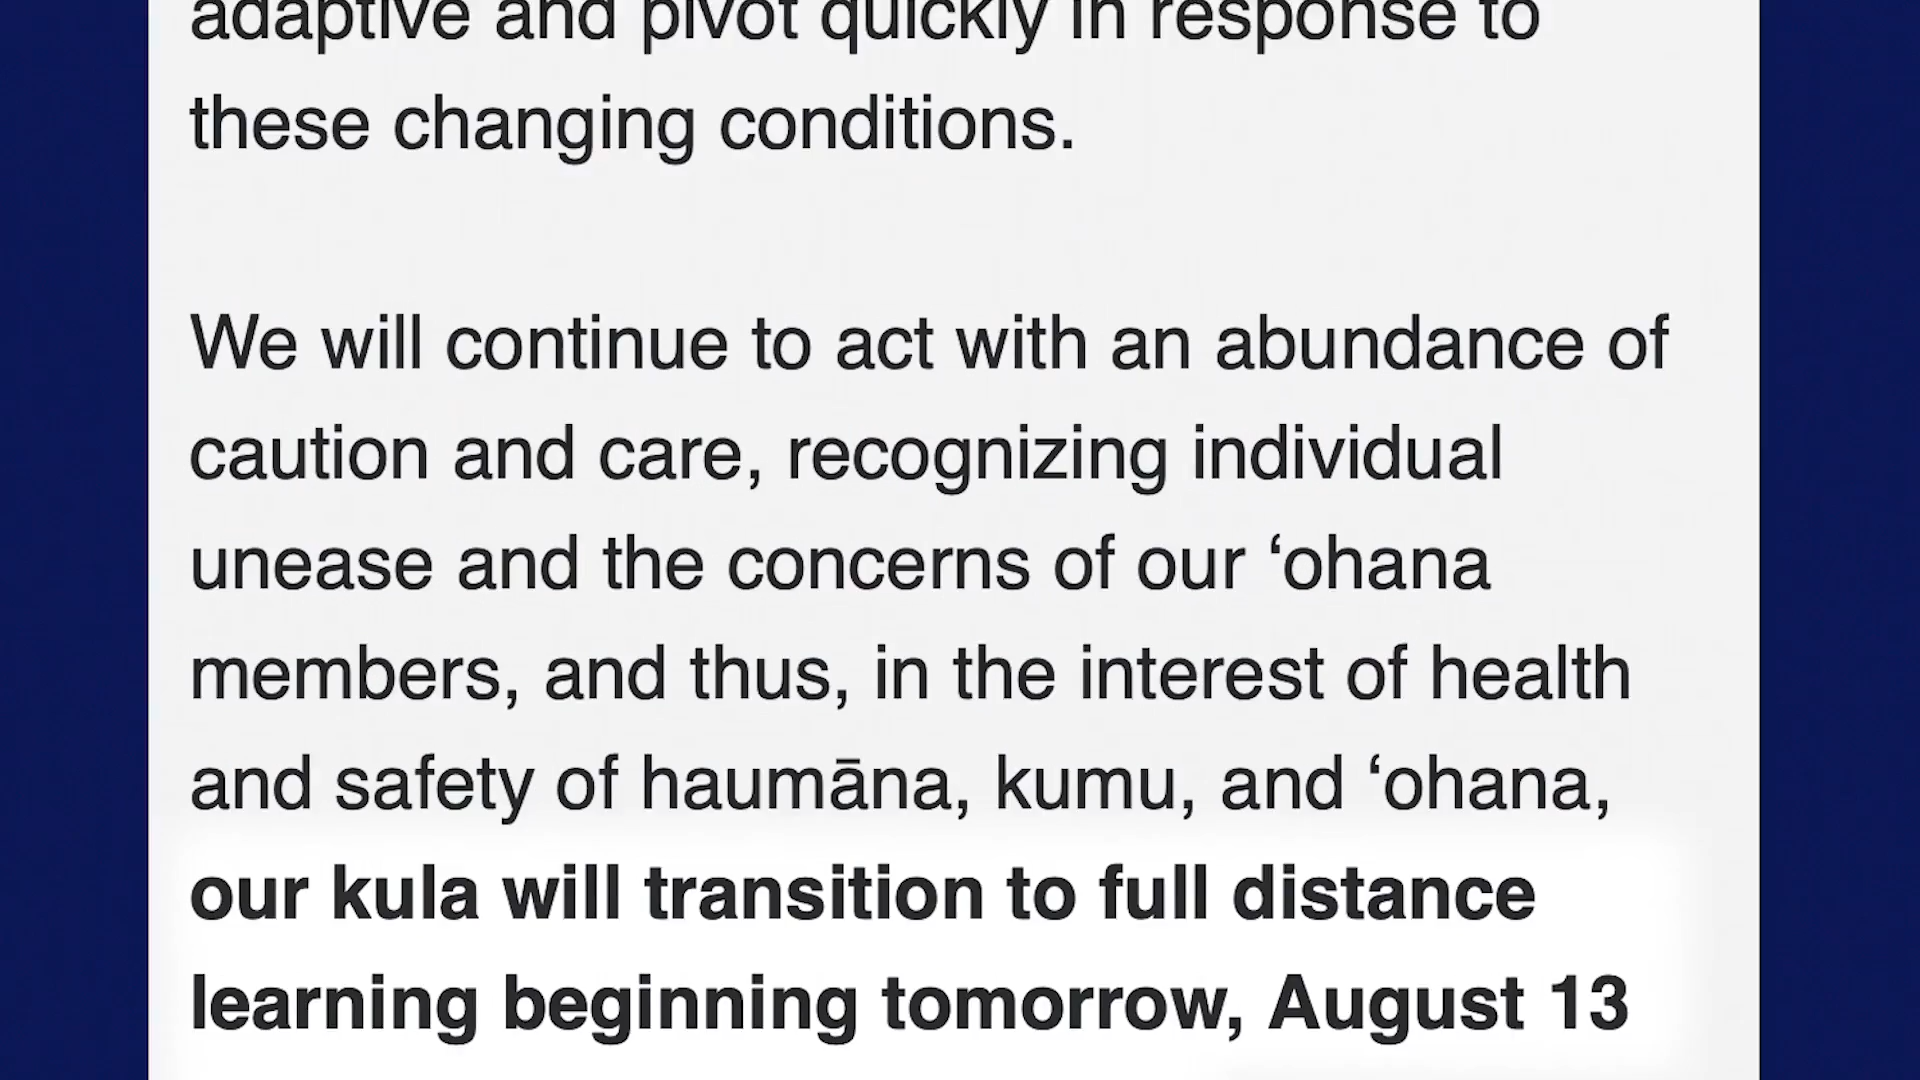 adaptive and pivot quickly in response to
these changing conditions.
We will continue to act with an abundance of
caution and care, recognizing individual
unease and the concerns of our ‘ohana
members, and thus, in the interest of health
and safety of haumāna, kumu, and ‘ohana,
our kula will transition to full distance
learning beginning tomorrow, August 13